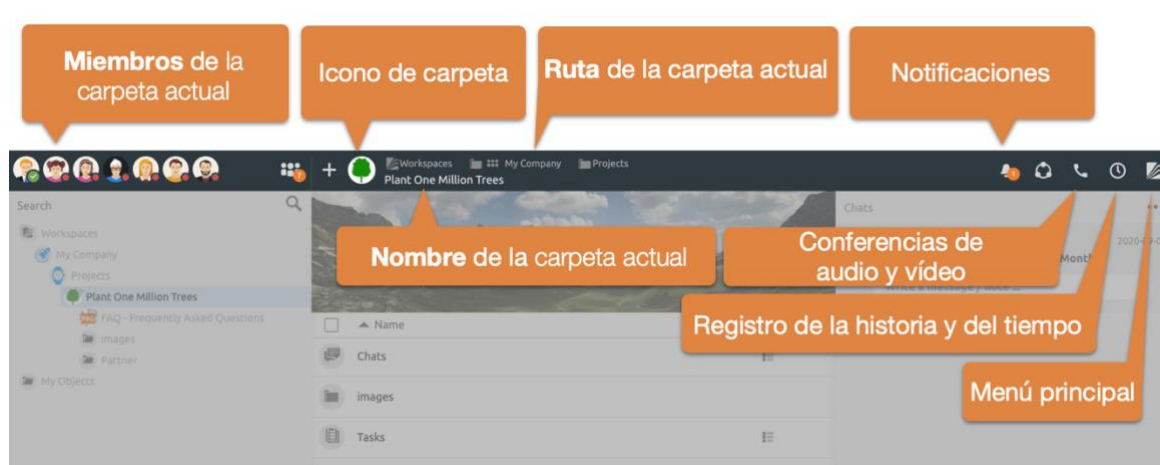 Miembros de la
carpeta actual
Icono de carpeta
Ruta de la carpeta actual
Notificaciones
Workspaces My Company Projects
Plant One Million Trees
Search
Workspaces
My Company
Projects
Plant One Million Trees
FAQ - Frequently Asked Questions
images
Partner
My Objects
Nombre de la carpeta actual
Name
Chats
images
Tasks
Chats
Conferencias de
audio y vídeo
Registro de la historia y del tiempo
Menú principal